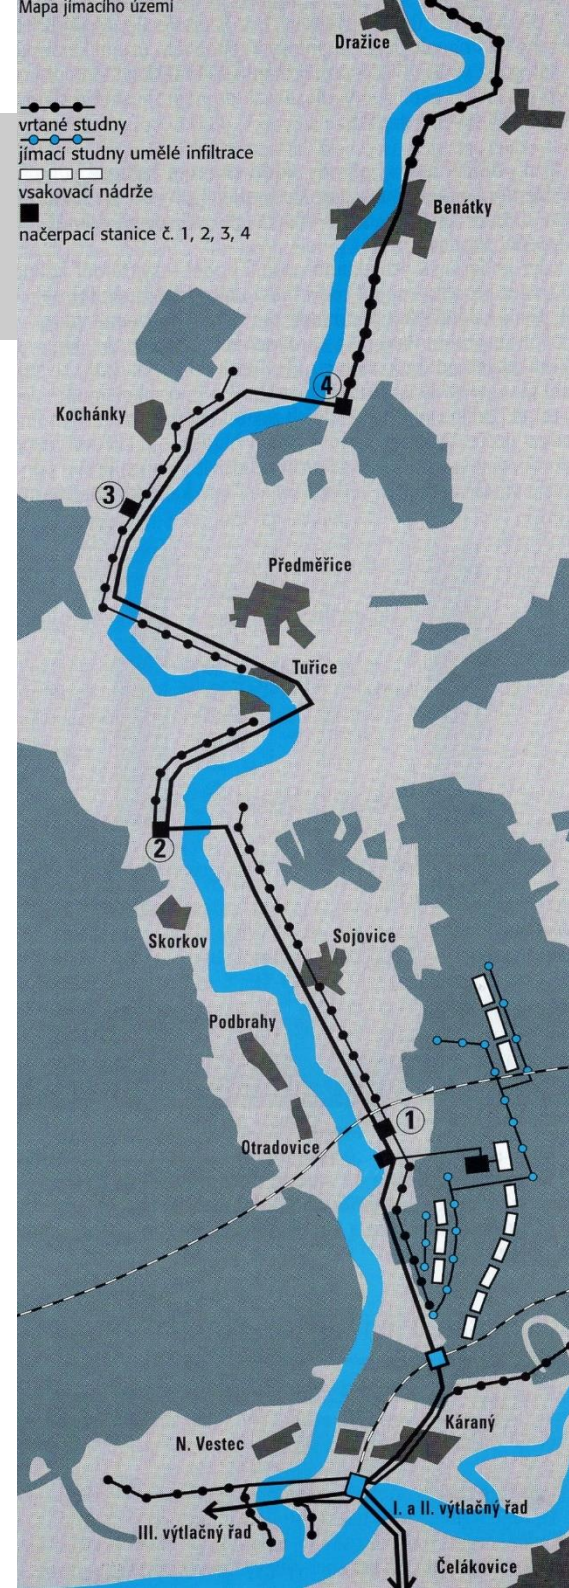 Mapa jímacího území
Dražice
vrtané studny
jímací studny umělé infiltrace
vsakovací nádrže
načerpací stanice č. 1, 2, 3, 4
Benátky
4
Kochánky
3
Předměřice
Tuřice
2
Skorkov
Sojovice
Podbrahy
1
Otradovice
Káraný
N. Vestec
I. a II. výtlačný řad
III. výtlačný řad
Čelákovice